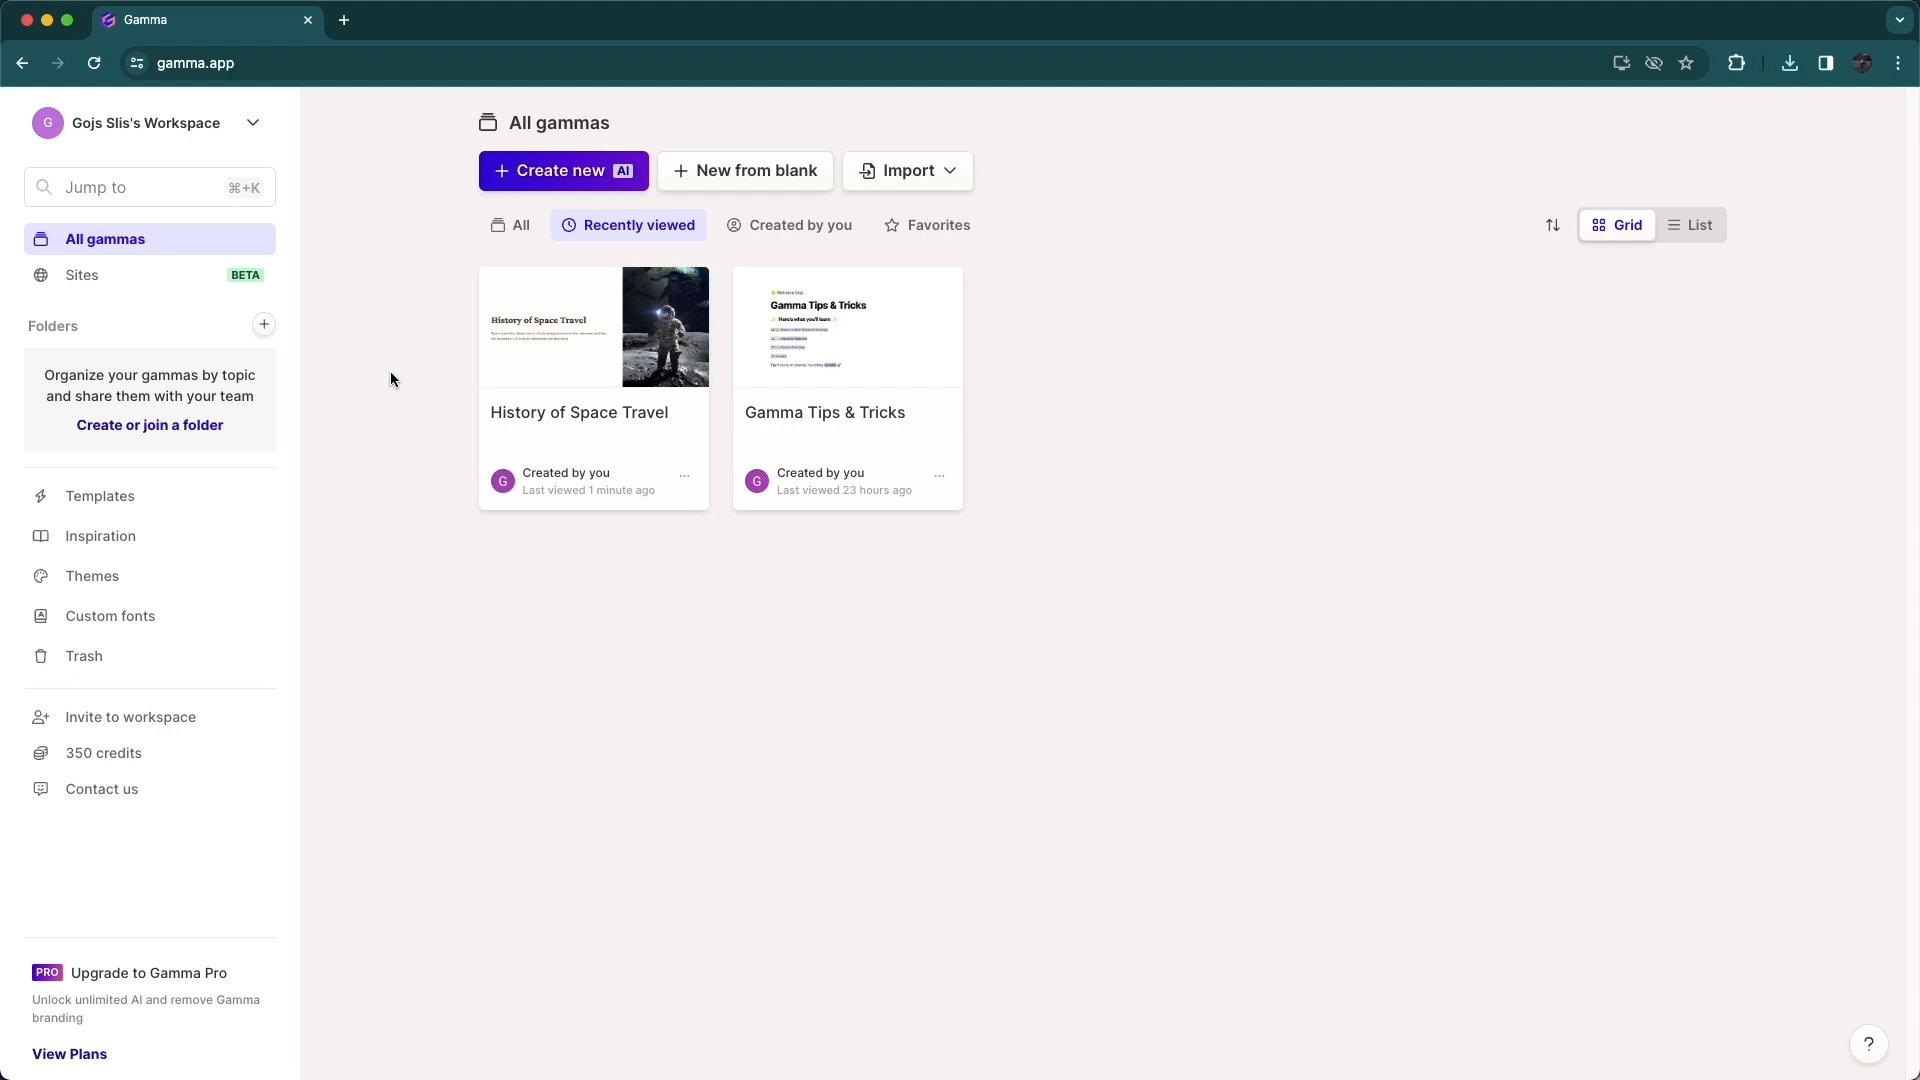 Gamma
gamma.app
G
Gojs Slis's Workspace
Jump to
⌘+K
All gammas
Sites
BETA
Folders
Organize your gammas by topic
and share them with your team
Create or join a folder
Templates
Inspiration
Themes
Custom fonts
Trash
Invite to workspace
350 credits
Contact us
PRO
Upgrade to Gamma Pro
Unlock unlimited AI and remove Gamma
branding
View Plans
All gammas
+ Create new AI
+ New from blank
Import
All
Recently viewed
Created by you
Favorites
Grid
List
History of Space Travel
History of Space Travel
G
Created by you
Last viewed 1 minute ago
Gamma Tips & Tricks
Here's what you'll learn
Gamma Tips & Tricks
G
Created by you
Last viewed 23 hours ago
?